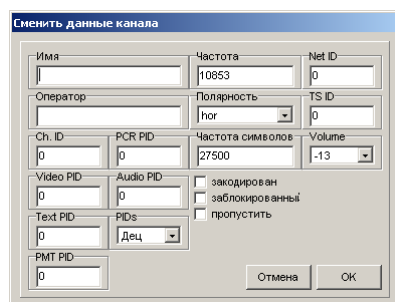 Сменить данные канала
Имя Частота Net ID
10853 0
Оператор Полярность TS ID
hor 0
Ch. ID PCR PID Частота символов Volume
0 0 27500 -13
Video PID Audio PID закодирован
0 0 заблокированный
Text PID PIDs пропустить
0 Дец
PMT PID
0 Отмена OK